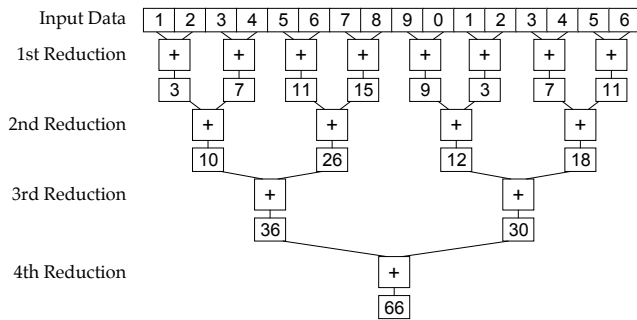 Input Data 1 2 3 4 5 6 7 8 9 0 1 2 3 4 5 6
1st Reduction + + + + + + + +
3 7 11 15 9 3 7 11
2nd Reduction + + + +
10 26 12 18
3rd Reduction + +
36 30
4th Reduction +
66